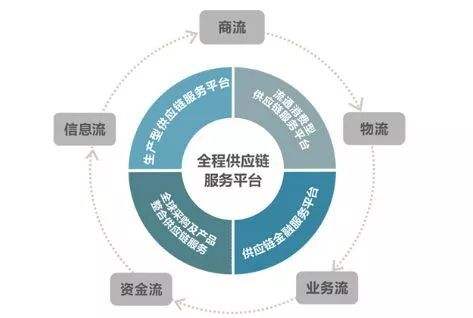 商流
生产型供应链服务平台
流通消费型
供应链服务平台
信息流
物流
全程供应链
服务平台
全球采购及产品
整合供应链服务
供应链金融服务平台
资金流
业务流